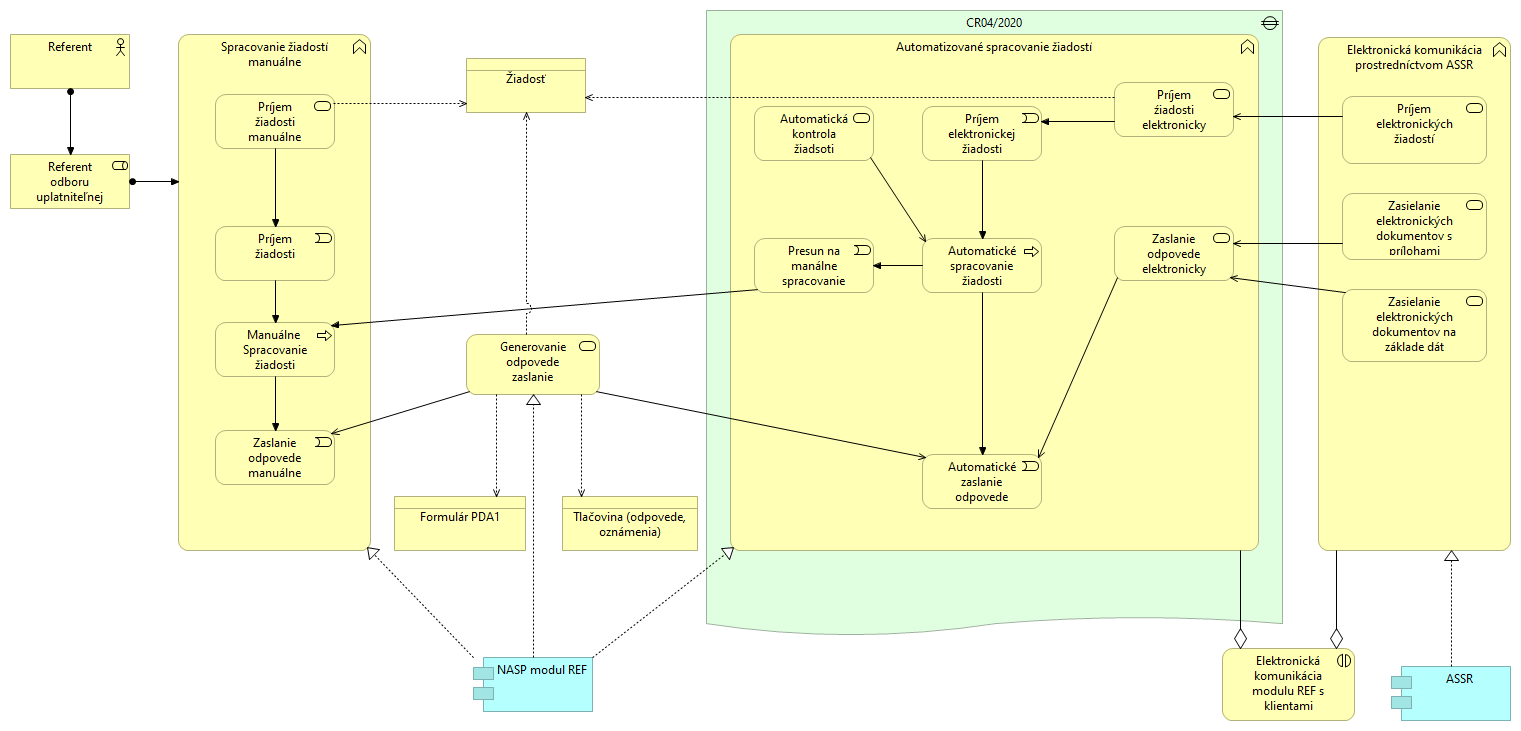 CR04/2020
Referent
Referent
odboru
uplatniteľnej
Spracovanie žiadostí
manuálne
Príjem
žiadosti
manuálne
Príjem
žiadosti
Manuálne
Spracovanie
žiadosti
Zaslanie
odpovede
manuálne
Žiadosť
Generovanie
odpovede
zaslanie
Formulár PDA1
Tlačovina (odpovede,
oznámenia)
NASP modul REF
Automatizované spracovanie žiadostí
Automatická
kontrola
žiadsoti
Príjem
elektronickej
žiadosti
Príjem
źiadosti
elektronicky
Presun na
manálne
spracovanie
Automatické
spracovanie
žiadosti
Zaslanie
odpovede
elektronicky
Automatické
zaslanie
odpovede
Elektronická komunikácia
prostredníctvom ASSR
Príjem
elektronických
žiadostí
Zasielanie
elektronických
dokumentov s
prílohami
Zasielanie
elektronických
dokumentov na
základe dát
Elektronická
komunikácia
modulu REF s
klientami
ASSR